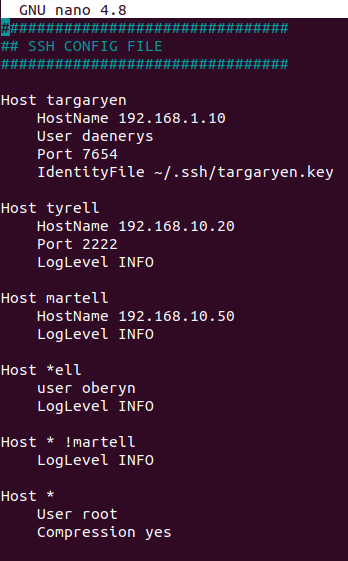 GNU nano 4.8
################################
## SSH CONFIG FILE
################################
Host targaryen
HostName 192.168.1.10
User daenerys
Port 7654
IdentityFile ~/.ssh/targaryen.key
Host tyrell
HostName 192.168.10.20
Port 2222
LogLevel INFO
Host martell
HostName 192.168.10.50
LogLevel INFO
Host *ell
user oberyn
LogLevel INFO
Host * !martell
LogLevel INFO
Host *
User root
Compression yes